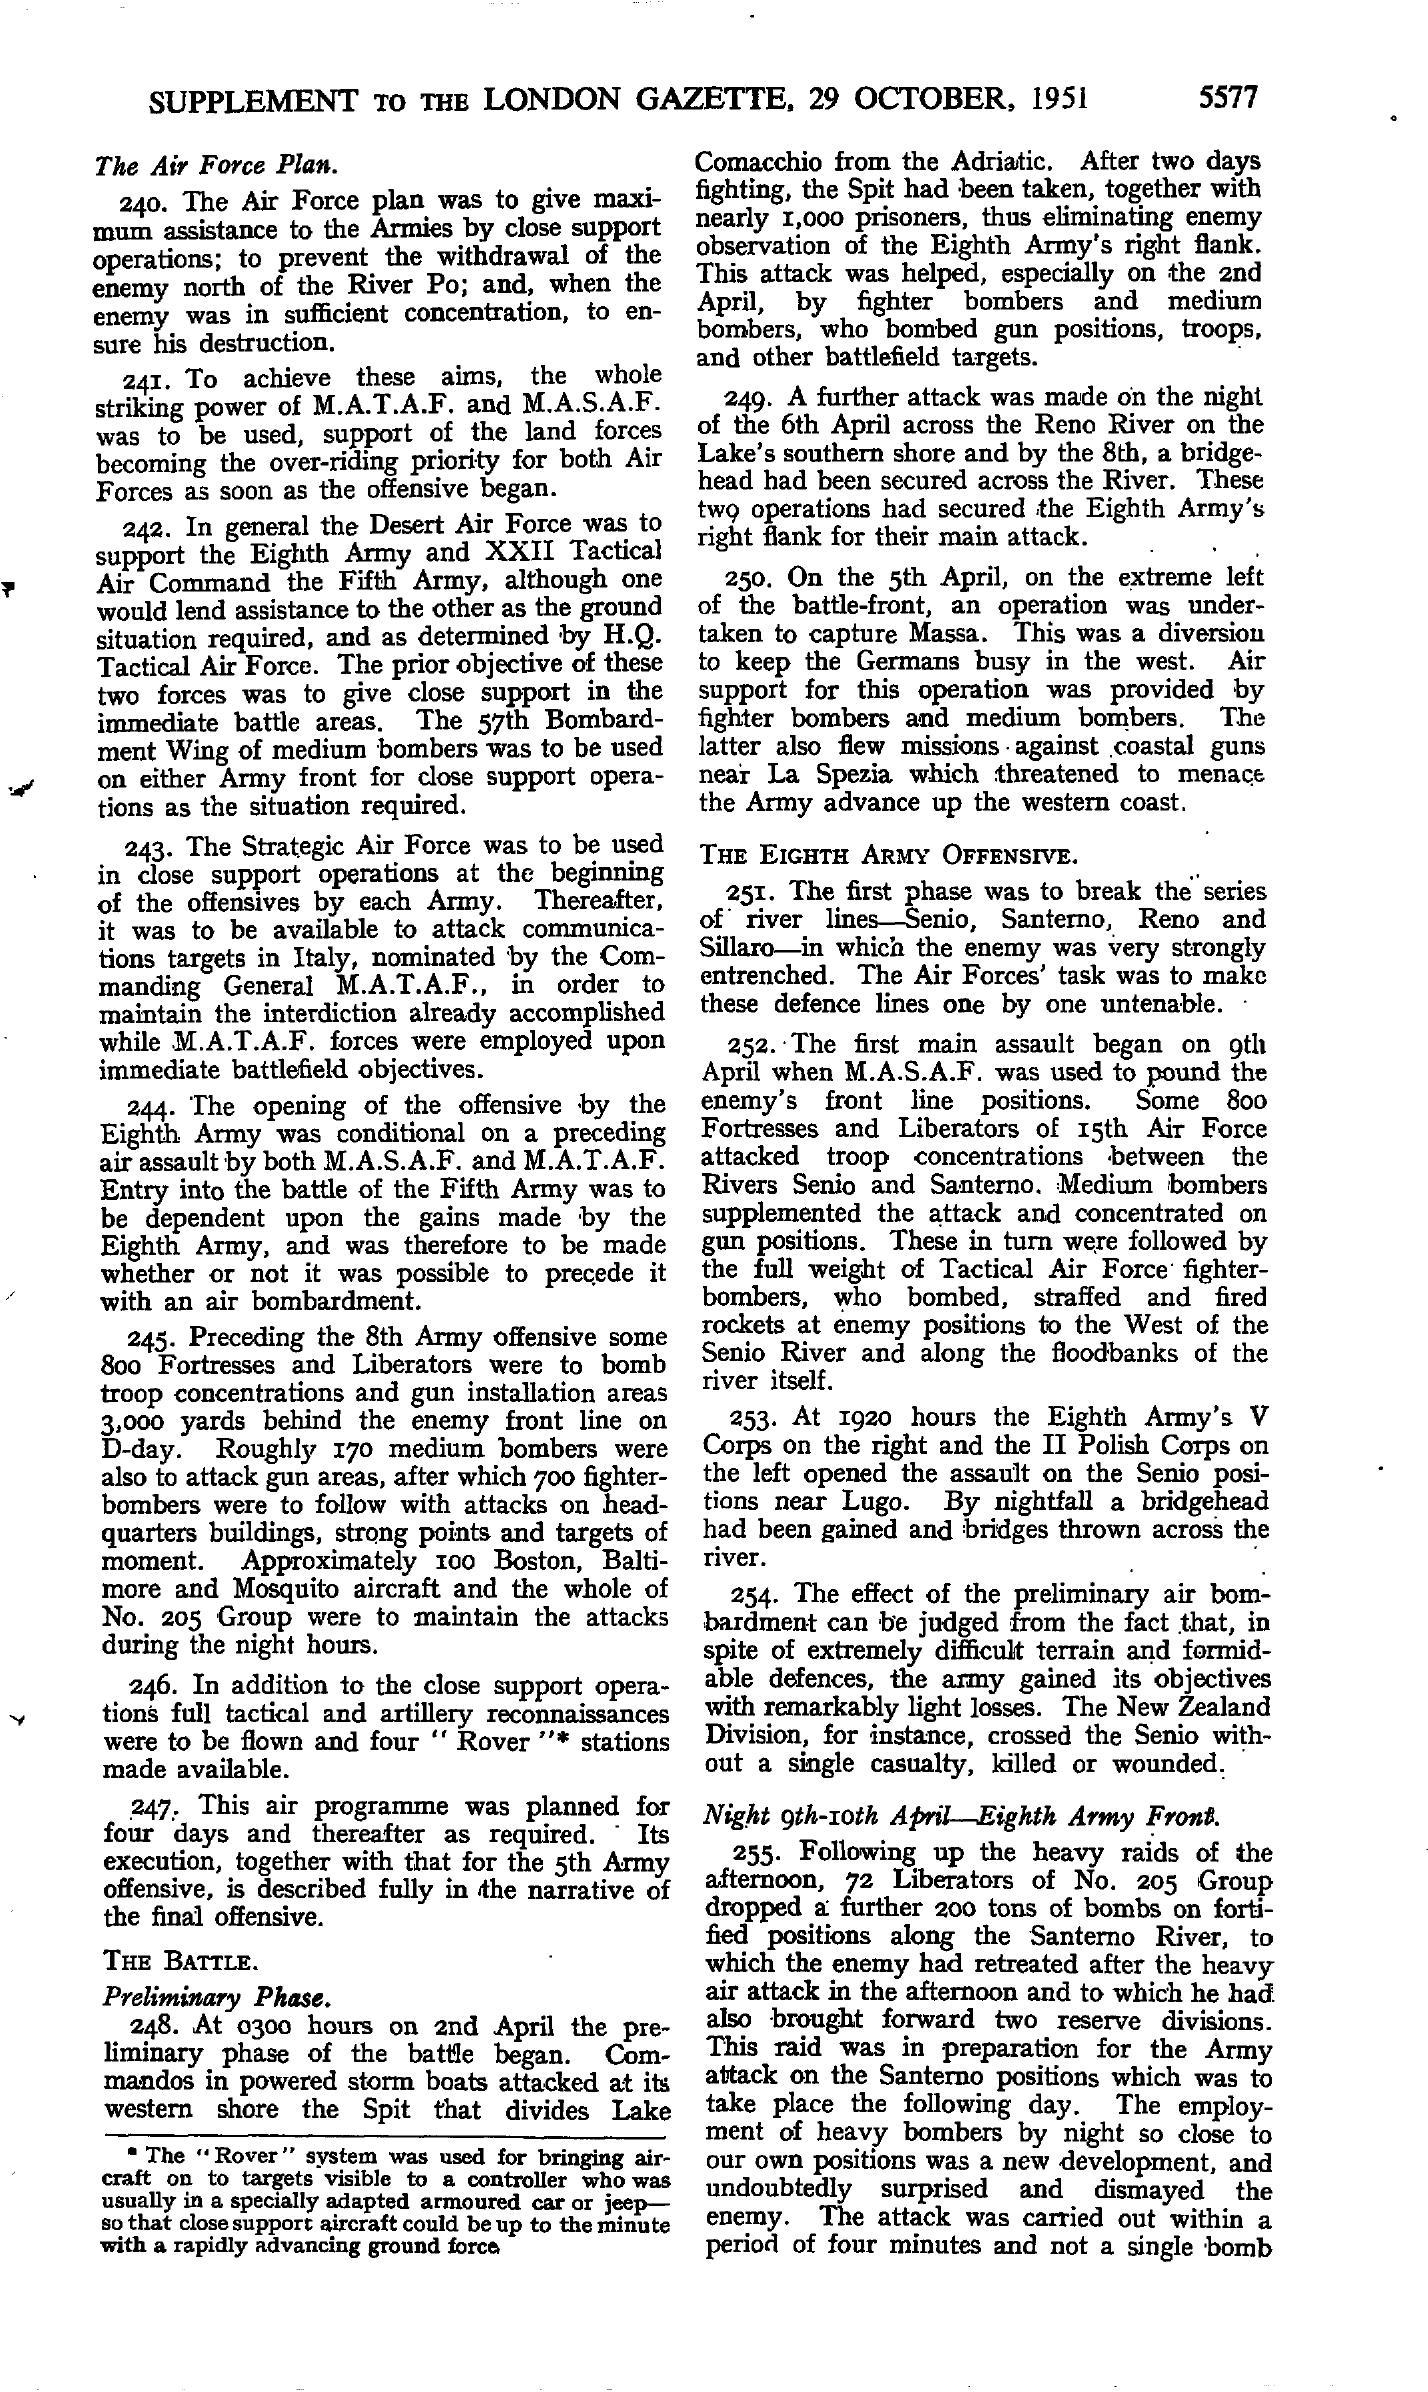 SUPPLEMENT TO THE LONDON GAZETTE, 29 OCTOBER, 1951 5577
The Air Force Plan.
240. The Air Force plan was to give maxi-
mum assistance to the Armies by close support
operations; to prevent the withdrawal of the
enemy north of the River Po; and, when the
enemy was in sufficient concentration, to en-
sure his destruction.
241. To achieve these aims, the whole
striking power of M.A.T.A.F. and M.A.S.A.F.
was to be used, support of the land forces
becoming the over-riding priority for both Air
Forces as soon as the offensive began.
242. In general the Desert Air Force was to
support the Eighth Army and XXII Tactical
Air Command the Fifth Army, although one
would lend assistance to the other as the ground
situation required, and as determined by H.Q.
Tactical Air Force. The prior objective of these
two forces was to give close support in the
immediate battle areas. The 57th Bombard-
ment Wing of medium bombers was to be used
on either Army front for close support opera-
tions as the situation required.
243. The Strategic Air Force was to be used
in close support operations at the beginning
of the offensives by each Army. Thereafter,
it was to be available to attack communica-
tions targets in Italy, nominated by the Com-
manding General M.A.T.A.F., in order to
maintain the interdiction already accomplished
while M.A.T.A.F. forces were employed upon
immediate battlefield objectives.
244. The opening of the offensive by the
Eighth Army was conditional on a preceding
air assault by both M.A.S.A.F. and M.A.T.A.F.
Entry into the battle of the Fifth Army was to
be dependent upon the gains made by the
Eighth Army, and was therefore to be made
whether or not it was possible to precede it
with an air bombardment.
245. Preceding the 8th Army offensive some
800 Fortresses and Liberators were to bomb
troop concentrations and gun installation areas
3,000 yards behind the enemy front line on
D-day. Roughly 170 medium bombers were
also to attack gun areas, after which 700 fighter-
bombers were to follow with attacks on head-
quarters buildings, strong points and targets of
moment. Approximately 100 Boston, Balti-
more and Mosquito aircraft and the whole of
No. 205 Group were to maintain the attacks
during the night hours.
246. In addition to the close support opera-
tions full tactical and artillery reconnaissances
were to be flown and four " Rover "* stations
made available.
247. This air programme was planned for
four days and thereafter as required. Its
execution, together with that for the 5th Army
offensive, is described fully in the narrative of
the final offensive.
THE BATTLE.
Preliminary Phase.
248. At 0300 hours on 2nd April the pre-
liminary phase of the battle began. Com-
mandos in powered storm boats attacked at its
western shore the Spit that divides Lake
* The "Rover" system was used for bringing air-
craft on to targets visible to a controller who was
usually in a specially adapted armoured car or jeep—
so that close support aircraft could be up to the minute
with a rapidly advancing ground force
Comacchio from the Adriatic. After two days
fighting, the Spit had been taken, together with
nearly 1,000 prisoners, thus eliminating enemy
observation of the Eighth Army's right flank.
This attack was helped, especially on the 2nd
April, by fighter bombers and medium
bombers, who bombed gun positions, troops,
and other battlefield targets.
249. A further attack was made on the night
of the 6th April across the Reno River on the
Lake's southern shore and by the 8th, a bridge-
head had been secured across the River. These
two operations had secured the Eighth Army's
right flank for their main attack.
250. On the 5th April, on the extreme left
of the battle-front, an operation was under-
taken to capture Massa. This was a diversion
to keep the Germans busy in the west. Air
support for this operation was provided by
fighter bombers and medium bombers. The
latter also flew missions against coastal guns
near La Spezia which threatened to menace
the Army advance up the western coast.
THE EIGHTH ARMY OFFENSIVE.
251. The first phase was to break the series
of river lines—Senio, Santerno, Reno and
Sillaro—in which the enemy was very strongly
entrenched. The Air Forces' task was to make
these defence lines one by one untenable.
252. The first main assault began on 9th
April when M.A.S.A.F. was used to pound the
enemy's front line positions. Some 800
Fortresses and Liberators of 15th Air Force
attacked troop concentrations between the
Rivers Senio and Santerno. Medium bombers
supplemented the attack and concentrated on
gun positions. These in turn were followed by
the full weight of Tactical Air Force fighter-
bombers, who bombed, straffed and fired
rockets at enemy positions to the West of the
Senio River and along the floodbanks of the
river itself.
253. At 1920 hours the Eighth Army's V
Corps on the right and the II Polish Corps on
the left opened the assault on the Senio posi-
tions near Lugo. By nightfall a bridgehead
had been gained and bridges thrown across the
river.
254. The effect of the preliminary air bom-
bardment can be judged from the fact that, in
spite of extremely difficult terrain and formid-
able defences, the army gained its objectives
with remarkably light losses. The New Zealand
Division, for instance, crossed the Senio with-
out a single casualty, killed or wounded.
Night 9th-10th April—Eighth Army Front.
255. Following up the heavy raids of the
afternoon, 72 Liberators of No. 205 Group
dropped a further 200 tons of bombs on forti-
fied positions along the Santerno River, to
which the enemy had retreated after the heavy
air attack in the afternoon and to which he had
also brought forward two reserve divisions.
This raid was in preparation for the Army
attack on the Santerno positions which was to
take place the following day. The employ-
ment of heavy bombers by night so close to
our own positions was a new development, and
undoubtedly surprised and dismayed the
enemy. The attack was carried out within a
period of four minutes and not a single bomb